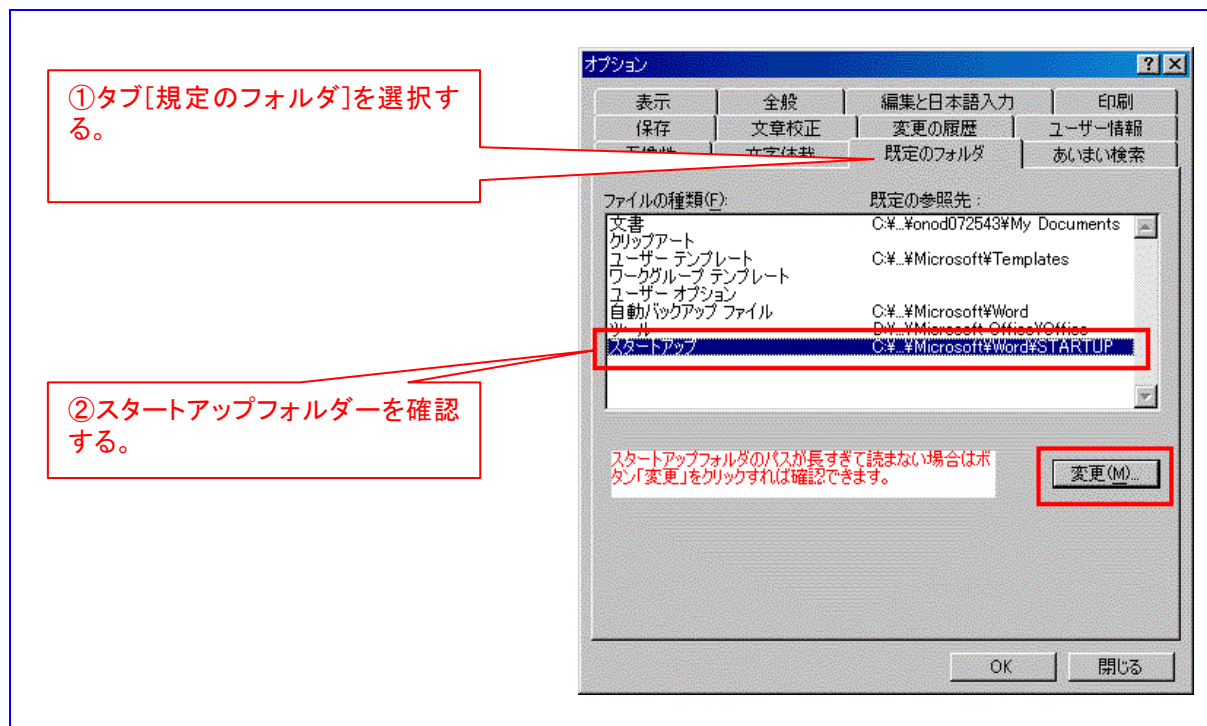 ①タブ[規定のフォルダ]を選択す
る。
②スタートアップフォルダーを確認
する。
オプション
表示 全般 編集と日本語入力 印刷
保存 文章校正 変更の履歴 ユーザー情報
互換性 文字体裁 既定のフォルダ あいまい検索
ファイルの種類(F): 既定の参照先:
文書 C:¥...¥onod072543¥My Documents
クリップアート
ユーザー テンプレート C:¥...¥Microsoft¥Templates
ワークグループ テンプレート
ユーザー オプション
自動バックアップ ファイル C:¥...¥Microsoft¥Word
ツール D:¥...¥Microsoft Office¥Office
スタートアップ C:¥...¥Microsoft¥Word¥STARTUP
スタートアップフォルダのパスが長すぎて読まない場合はボ
タン「変更」をクリックすれば確認できます。
変更(M)...
OK 閉じる